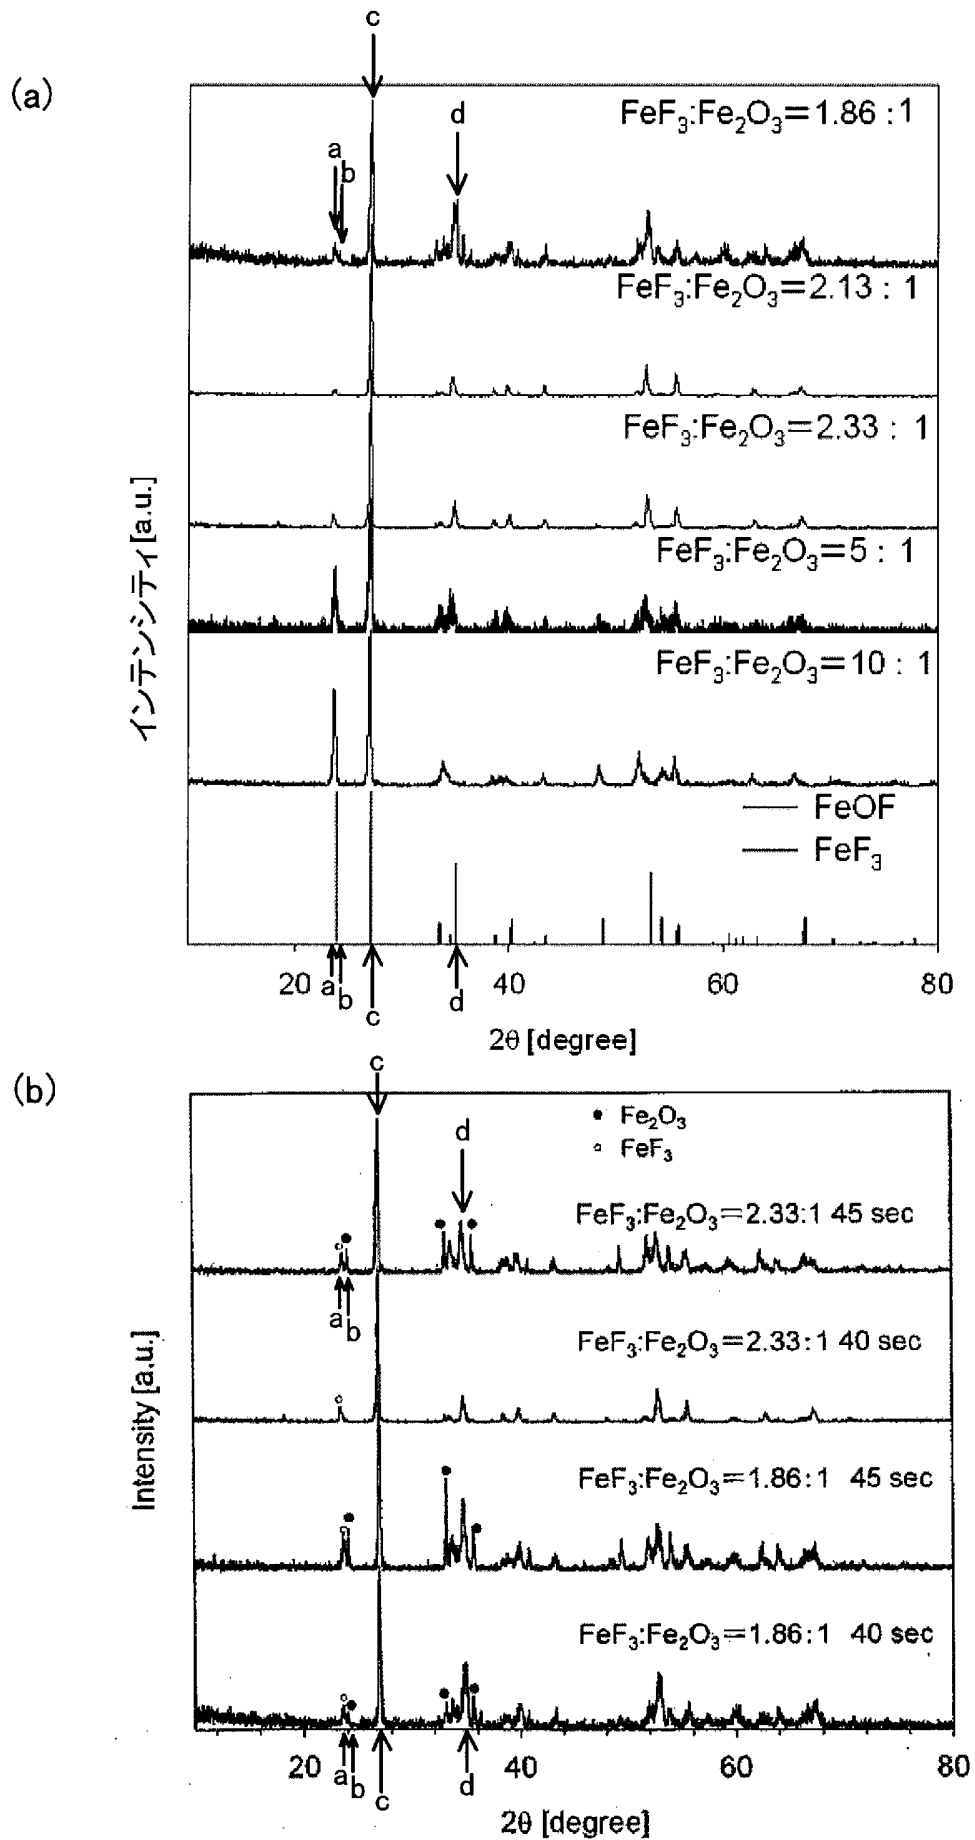 c
(a)
FeF₃:Fe₂O₃=1.86 : 1
d
a
b
FeF₃:Fe₂O₃=2.13 : 1
FeF₃:Fe₂O₃=2.33 : 1
FeF₃:Fe₂O₃=5 : 1
FeF₃:Fe₂O₃=10 : 1
インテンシティ [a.u.]
FeOF
FeF₃
20 40 60 80
a b c d
2θ [degree]
(b)
c
● Fe₂O₃
○ FeF₃
d
FeF₃:Fe₂O₃=2.33:1 45 sec
a b
FeF₃:Fe₂O₃=2.33:1 40 sec
FeF₃:Fe₂O₃=1.86:1 45 sec
FeF₃:Fe₂O₃=1.86:1 40 sec
Intensity [a.u.]
20 40 60 80
a b c d
2θ [degree]